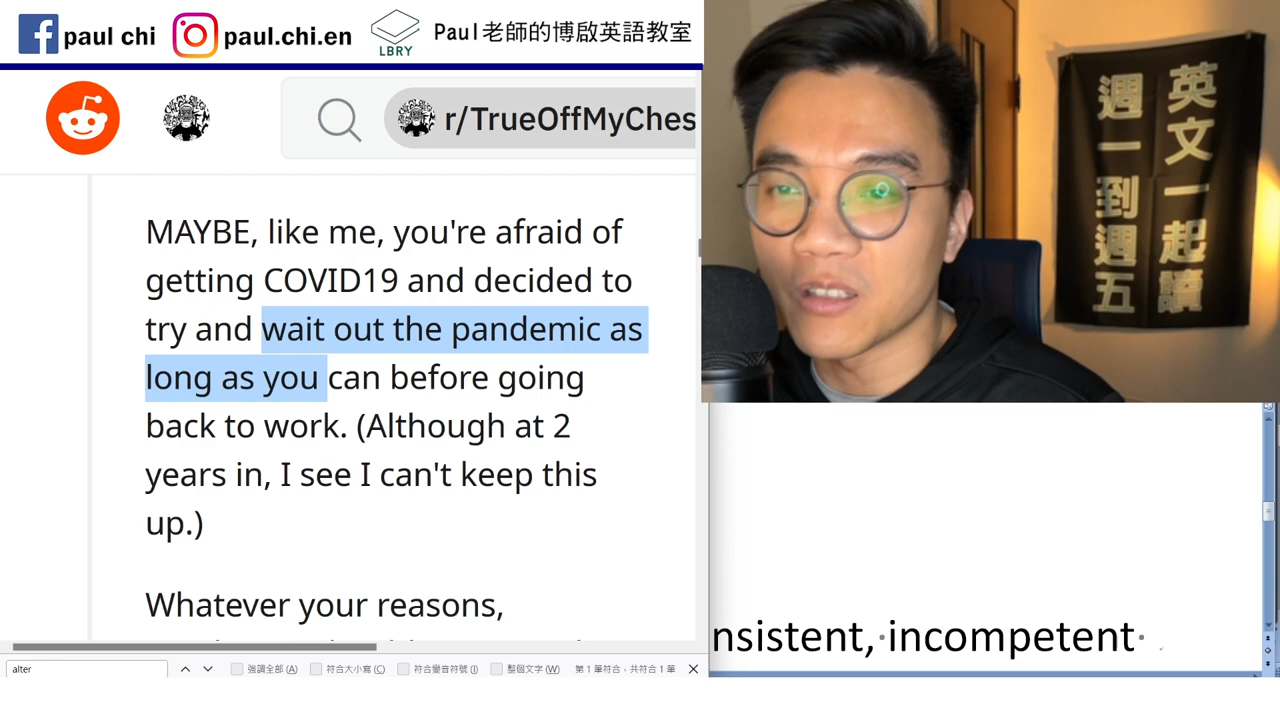 paul chi
paul.chi.en
LBRY
Paul老師的博啟英語教室
r/TrueOffMyChes
MAYBE, like me, you're afraid of
getting COVID19 and decided to
try and wait out the pandemic as
long as you can before going
back to work. (Although at 2
years in, I see I can't keep this
up.)
Whatever your reasons,
英文一起讀
週一到週五
nsistent, incompetent
alter
強調全部(A)
符合大小寫(C)
符合變音符號(I)
整個文字(W)
第 1 筆符合，共符合 1 筆